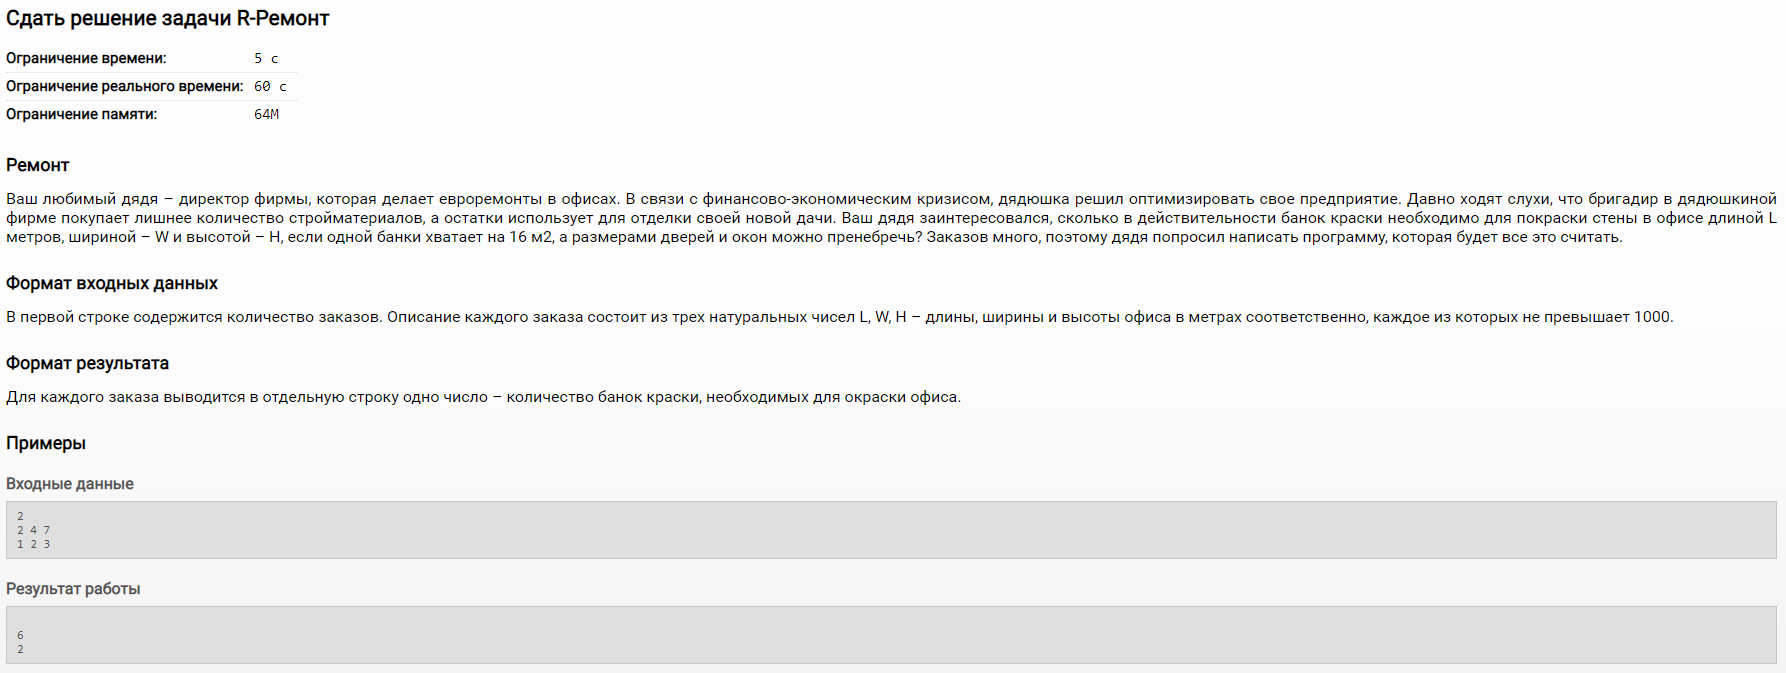 Сдать решение задачи R-Ремонт
Ограничение времени: 5 с
Ограничение реального времени: 60 с
Ограничение памяти: 64M
Ремонт
Ваш любимый дядя – директор фирмы, которая делает евроремонты в офисах. В связи с финансово-экономическим кризисом, дядюшка решил оптимизировать свое предприятие. Давно ходят слухи, что бригадир в дядюшкиной
фирме покупает лишнее количество стройматериалов, а остатки использует для отделки своей новой дачи. Ваш дядя заинтересовался, сколько в действительности банок краски необходимо для покраски стены в офисе длиной L
метров, шириной – W и высотой – H, если одной банки хватает на 16 м2, а размерами дверей и окон можно пренебречь? Заказов много, поэтому дядя попросил написать программу, которая будет все это считать.
Формат входных данных
В первой строке содержится количество заказов. Описание каждого заказа состоит из трех натуральных чисел L, W, H – длины, ширины и высоты офиса в метрах соответственно, каждое из которых не превышает 1000.
Формат результата
Для каждого заказа выводится в отдельную строку одно число – количество банок краски, необходимых для окраски офиса.
Примеры
Входные данные
2
2 4 7
1 2 3
Результат работы
6
2